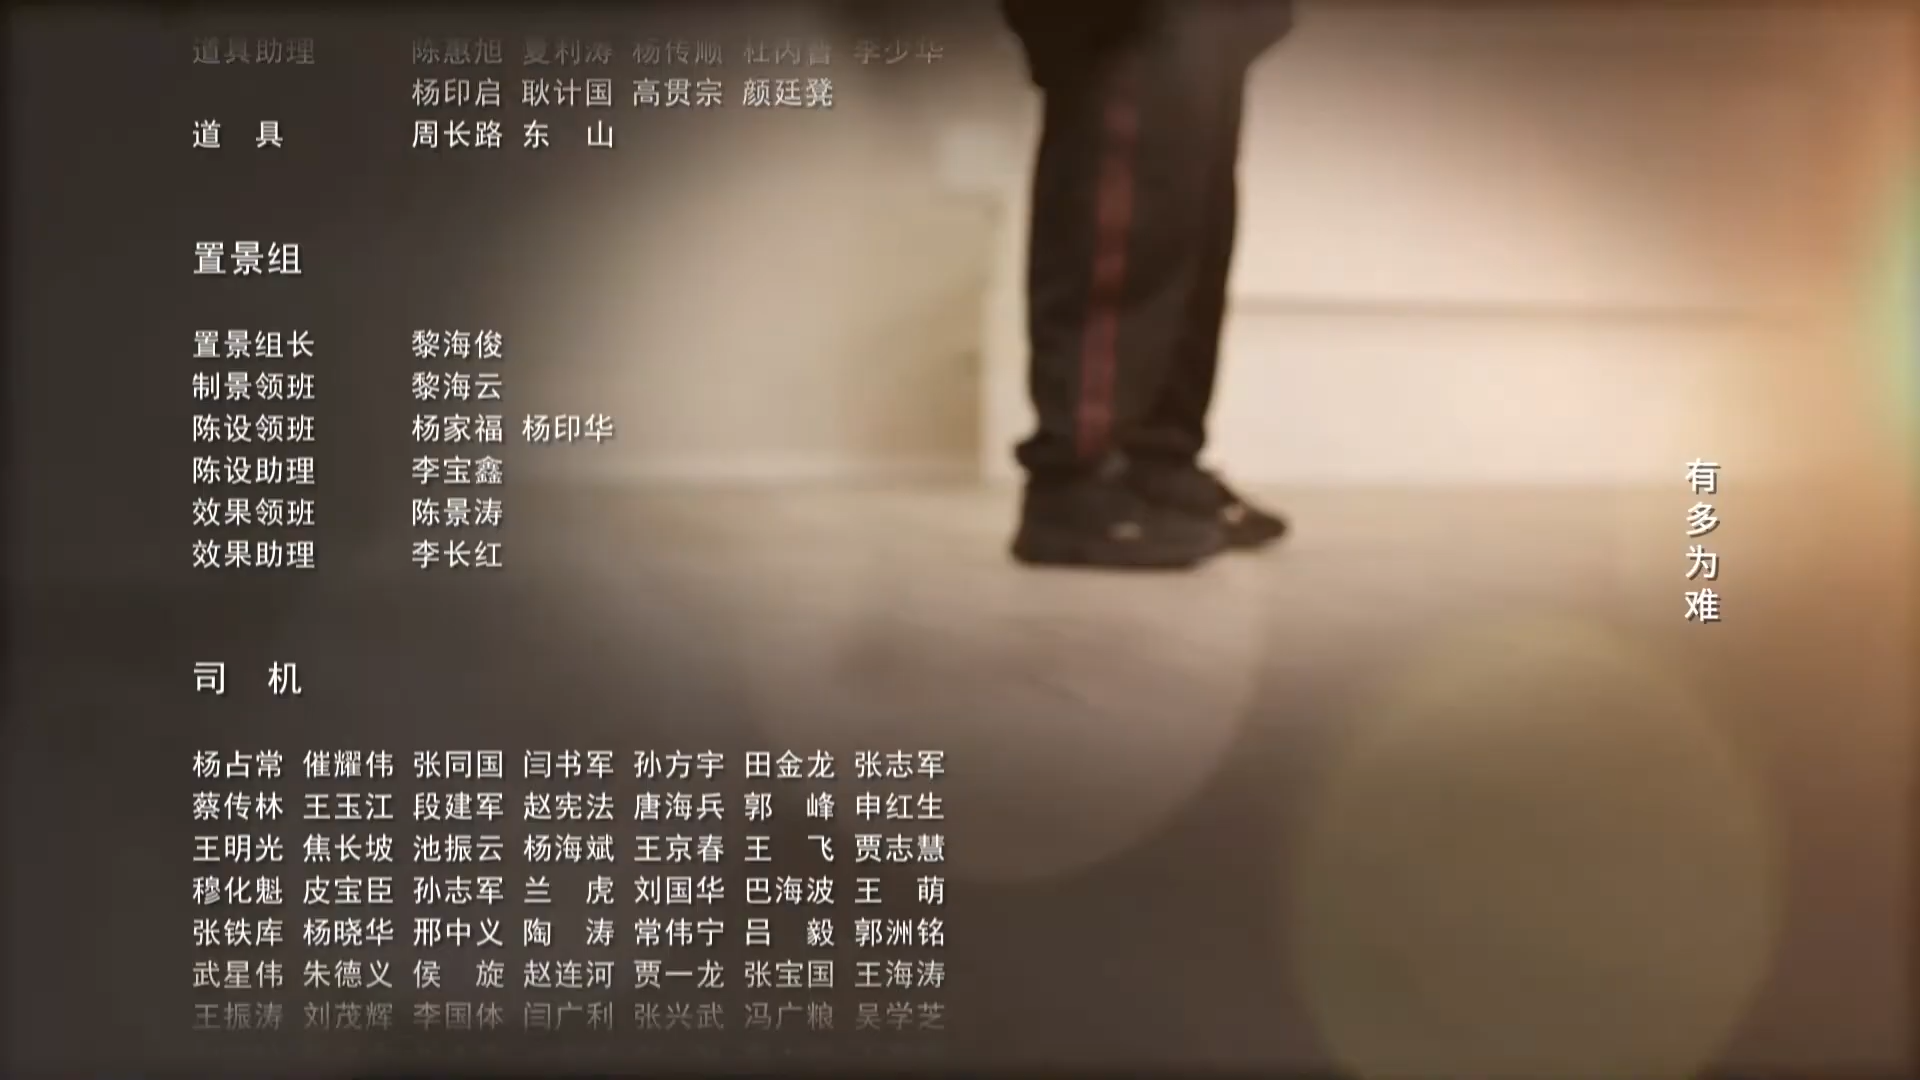 道具助理 陈惠旭 夏利涛 杨传顺 杜丙普 李少华
杨印启 耿计国 高贯宗 颜廷凳
道 具 周长路 东 山
置景组
置景组长 黎海俊
制景领班 黎海云
陈设领班 杨家福 杨印华
陈设助理 李宝鑫
效果领班 陈景涛
效果助理 李长红
司 机
杨占常 催耀伟 张同国 闫书军 孙方宇 田金龙 张志军
蔡传林 王玉江 段建军 赵宪法 唐海兵 郭 峰 申红生
王明光 焦长坡 池振云 杨海斌 王京春 王 飞 贾志慧
穆化魁 皮宝臣 孙志军 兰 虎 刘国华 巴海波 王 萌
张铁库 杨晓华 邢中义 陶 涛 常伟宁 吕 毅 郭洲铭
武星伟 朱德义 侯 旋 赵连河 贾一龙 张宝国 王海涛
王振涛 刘茂辉 李国体 闫广利 张兴武 冯广粮 吴学芝
有多为难